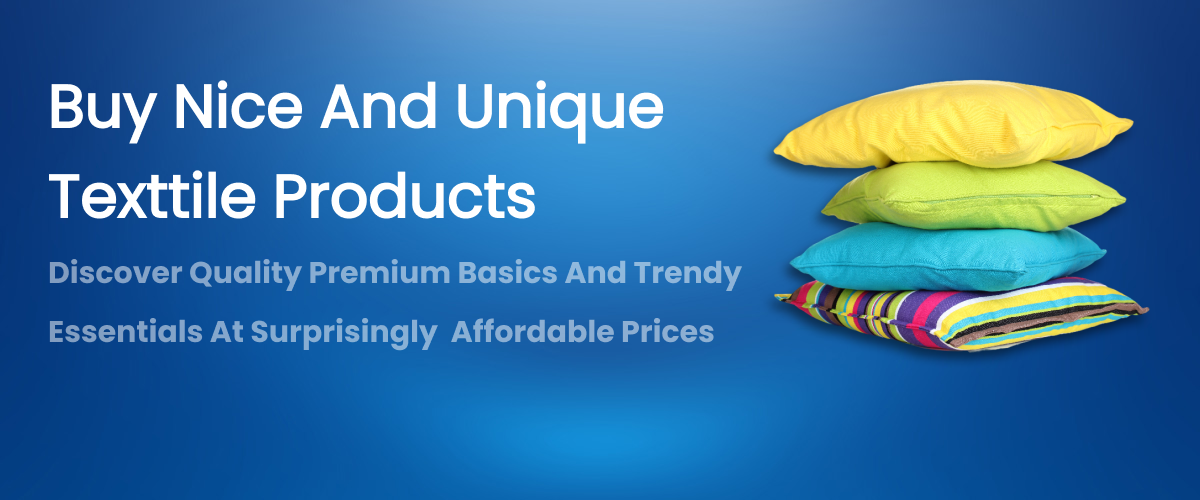 Buy Nice And Unique
Texttile Products
Discover Quality Premium Basics And Trendy
Essentials At Surprisingly  Affordable Prices